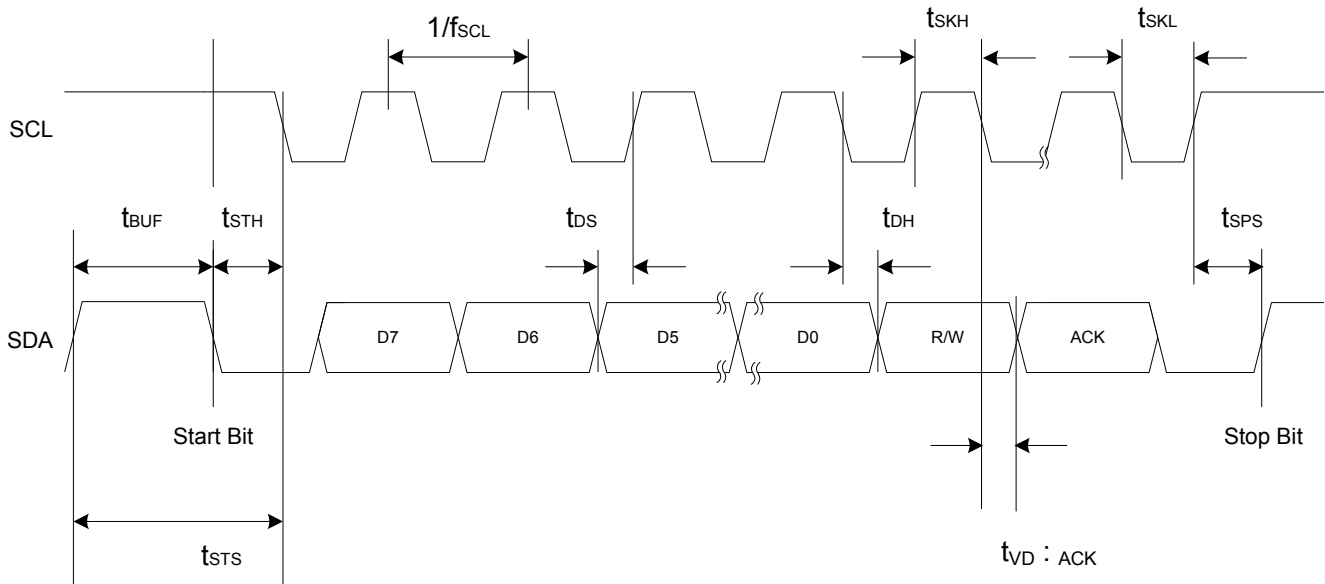 1/fSCL
tSKH
tSKL
SCL
tBUF
tSTH
tDS
tDH
tSPS
SDA
D7
D6
D5
D0
R/W
ACK
Start Bit
Stop Bit
tSTS
tVD : ACK